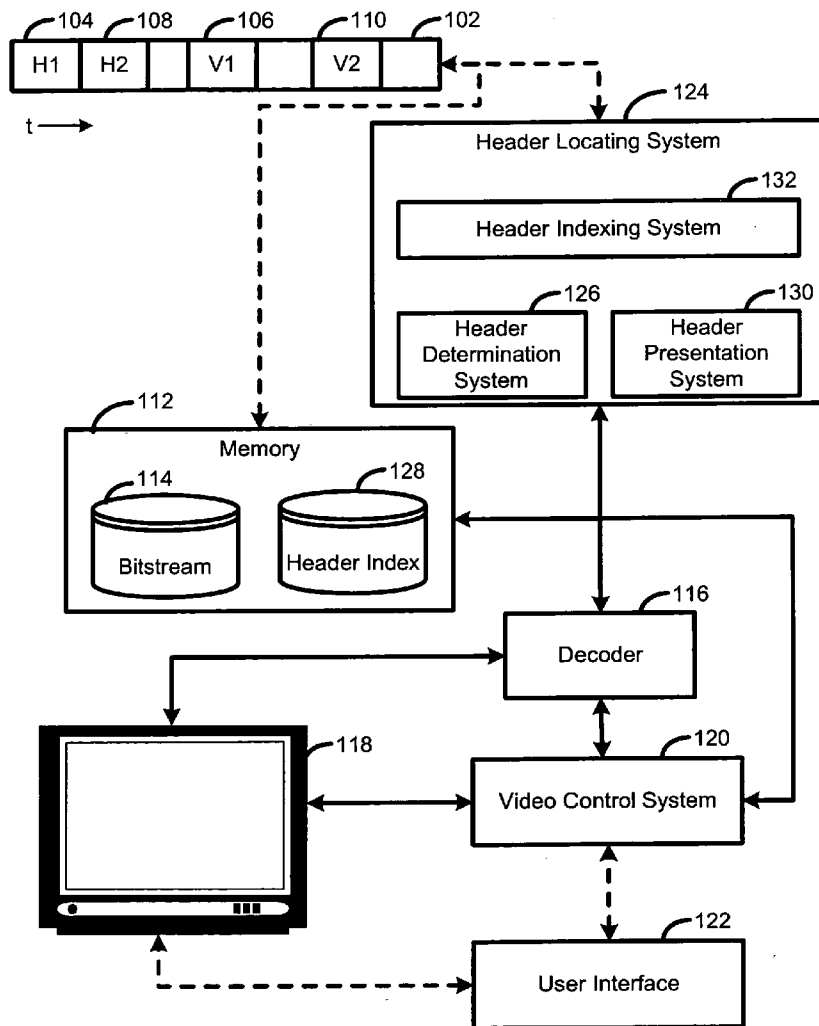 104 108 106 110 102
H1 H2 V1 V2
t
124
Header Locating System
132
Header Indexing System
126 130
Header
Determination
System
Header
Presentation
System
112
Memory
114 128
Bitstream Header Index
116
Decoder
118
120
Video Control System
122
User Interface